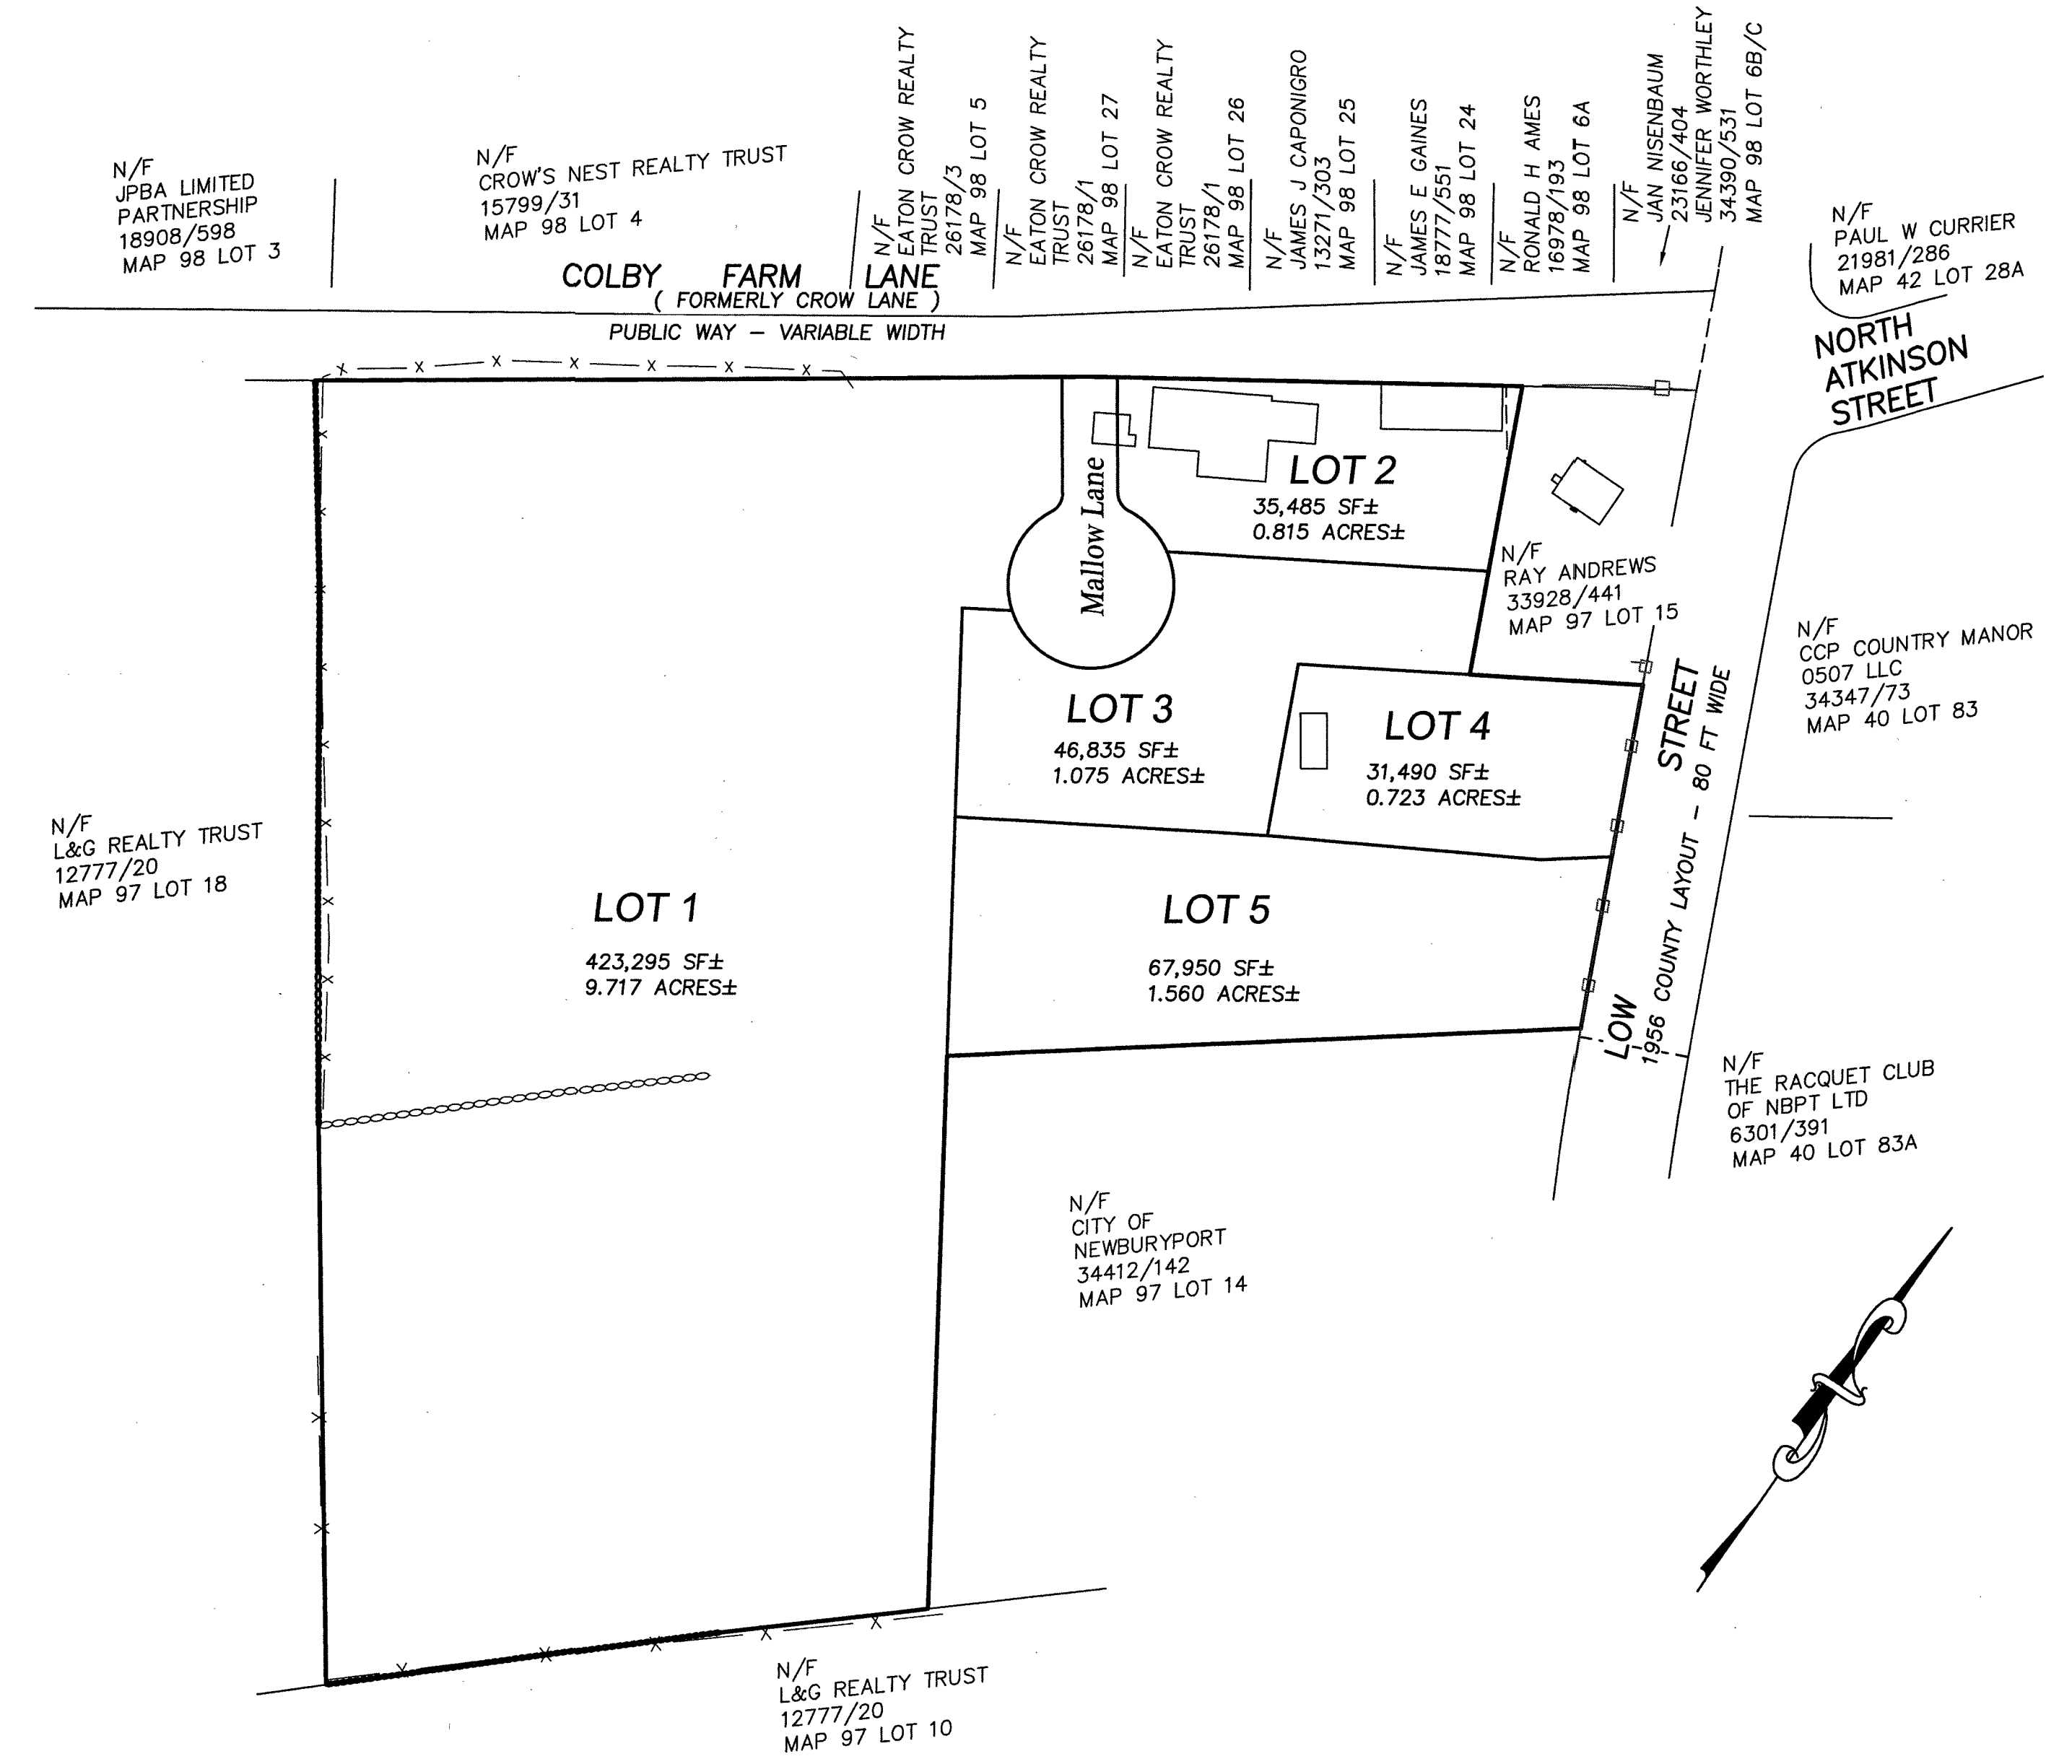 N/F
JPBA LIMITED
PARTNERSHIP
18908/598
MAP 98 LOT 3
N/F
CROW'S NEST REALTY TRUST
15799/31
MAP 98 LOT 4
N/F
EATON CROW REALTY
TRUST
26178/3
MAP 98 LOT 5
N/F
EATON CROW REALTY
TRUST
26178/1
MAP 98 LOT 27
N/F
EATON CROW REALTY
TRUST
26178/1
MAP 98 LOT 26
N/F
JAMES J CAPONIGRO
13271/303
MAP 98 LOT 25
N/F
JAMES E GAINES
18777/551
MAP 98 LOT 24
N/F
RONALD H AMES
16978/193
MAP 98 LOT 6A
N/F
JAN NISENBAUM
23166/404
JENNIFER WORTHLEY
34390/531
MAP 98 LOT 6B/C
N/F
PAUL W CURRIER
21981/286
MAP 42 LOT 28A
COLBY FARM LANE
( FORMERLY CROW LANE )
PUBLIC WAY – VARIABLE WIDTH
NORTH
ATKINSON
STREET
Mallow Lane
LOT 2
35,485 SF±
0.815 ACRES±
N/F
RAY ANDREWS
33928/441
MAP 97 LOT 15
N/F
CCP COUNTRY MANOR
0507 LLC
34347/73
MAP 40 LOT 83
LOT 3
46,835 SF±
1.075 ACRES±
LOT 4
31,490 SF±
0.723 ACRES±
LOW STREET
1956 COUNTY LAYOUT – 80 FT WIDE
N/F
L&G REALTY TRUST
12777/20
MAP 97 LOT 18
LOT 1
423,295 SF±
9.717 ACRES±
LOT 5
67,950 SF±
1.560 ACRES±
N/F
THE RACQUET CLUB
OF NBPT LTD
6301/391
MAP 40 LOT 83A
N/F
CITY OF
NEWBURYPORT
34412/142
MAP 97 LOT 14
N/F
L&G REALTY TRUST
12777/20
MAP 97 LOT 10